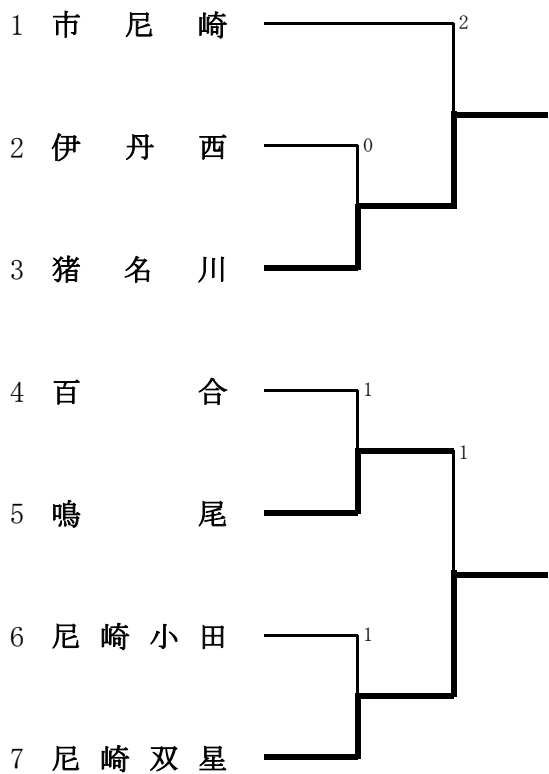 1 市尼崎 2
2 伊丹西 0
3 猪名川
4 百合 1
1
5 鳴尾
6 尼崎小田 1
7 尼崎双星